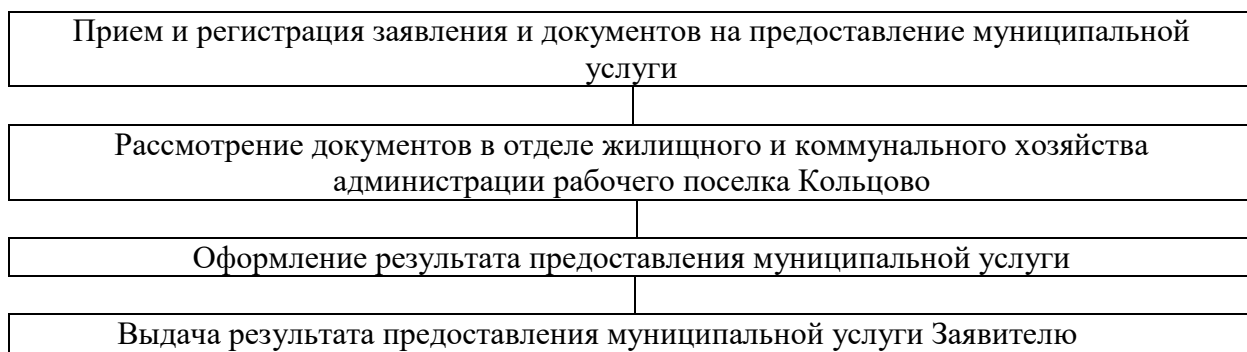 Прием и регистрация заявления и документов на предоставление муниципальной
услуги
Рассмотрение документов в отделе жилищного и коммунального хозяйства
администрации рабочего поселка Кольцово
Оформление результата предоставления муниципальной услуги
Выдача результата предоставления муниципальной услуги Заявителю